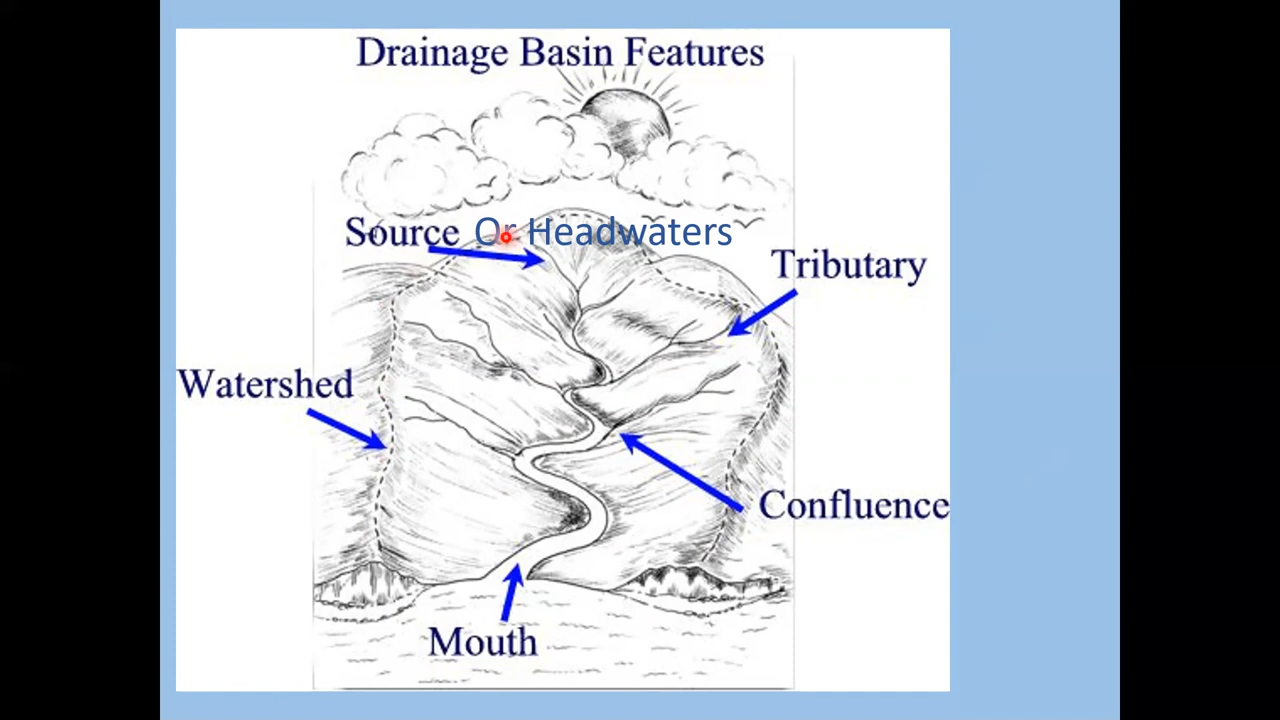 Drainage Basin Features
Source Or Headwaters
Tributary
Watershed
Confluence
Mouth